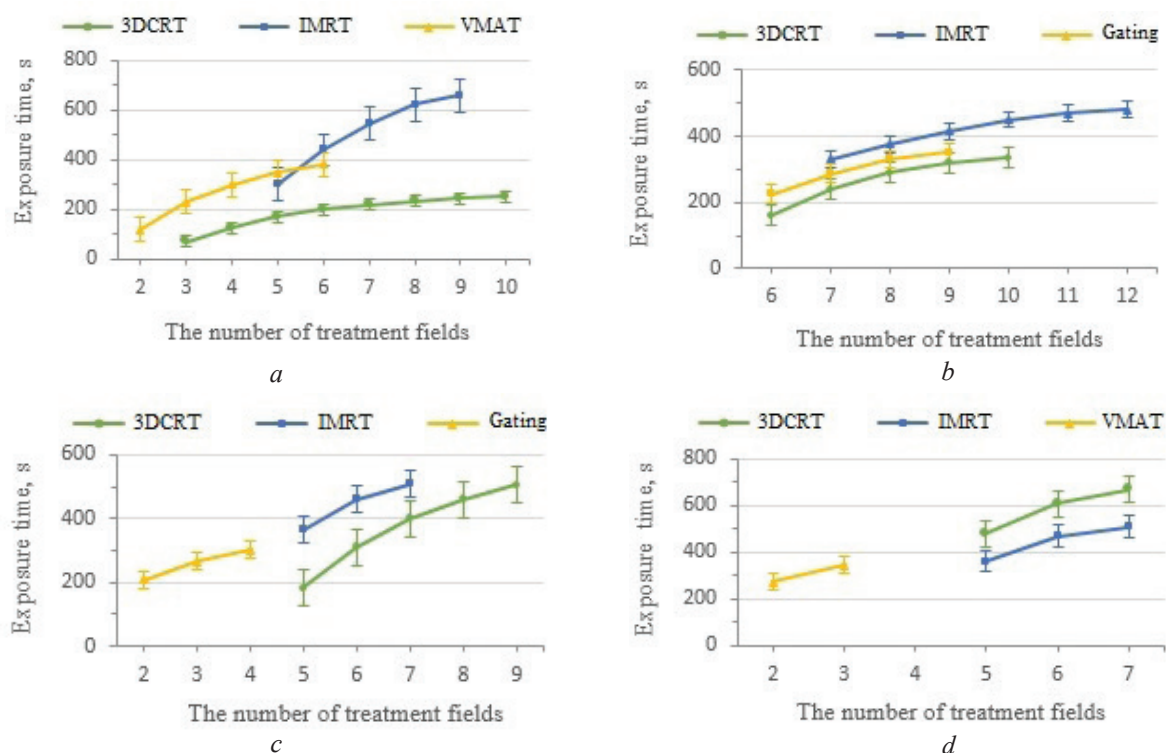 3DCRT IMRT VMAT
Exposure time, s
800
600
400
200
0
2 3 4 5 6 7 8 9 10
The number of treatment fields
a
3DCRT IMRT Gating
Exposure time, s
600
400
200
0
6 7 8 9 10 11 12
The number of treatment fields
b
3DCRT IMRT Gating
Exposure time, s
600
400
200
0
2 3 4 5 6 7 8 9
The number of treatment fields
c
3DCRT IMRT VMAT
Exposure time, s
800
600
400
200
0
2 3 4 5 6 7
The number of treatment fields
d